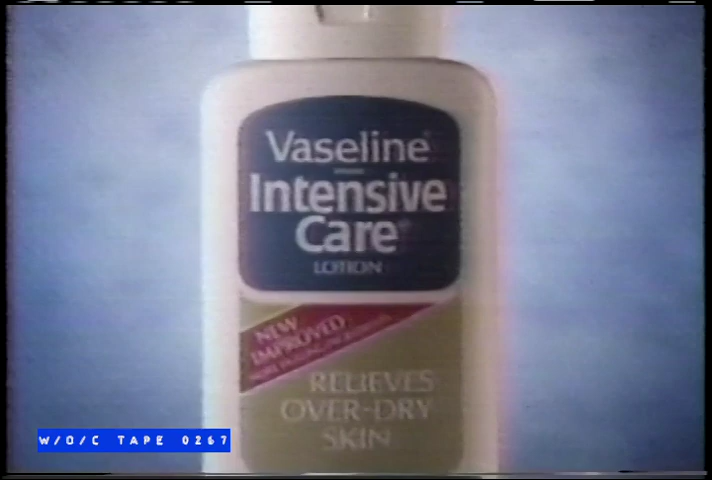 Vaseline®
Intensive
Care®
LOTION
NEW
IMPROVED
RELIEVES
OVER-DRY
SKIN
W/O/C TAPE 0267